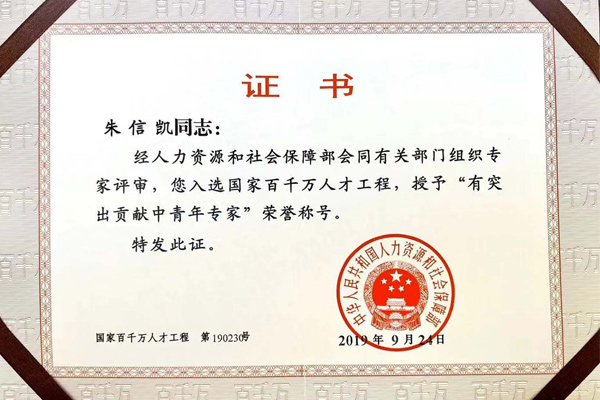 证书
朱信凯同志：
经人力资源和社会保障部会同有关部门组织专
家评审，您入选国家百千万人才工程，授予“有突
出贡献中青年专家”荣誉称号。
特发此证。
中华人民共和国人力资源和社会保障部
国家百千万人才工程 第190230号
2019年9月24日
百千万